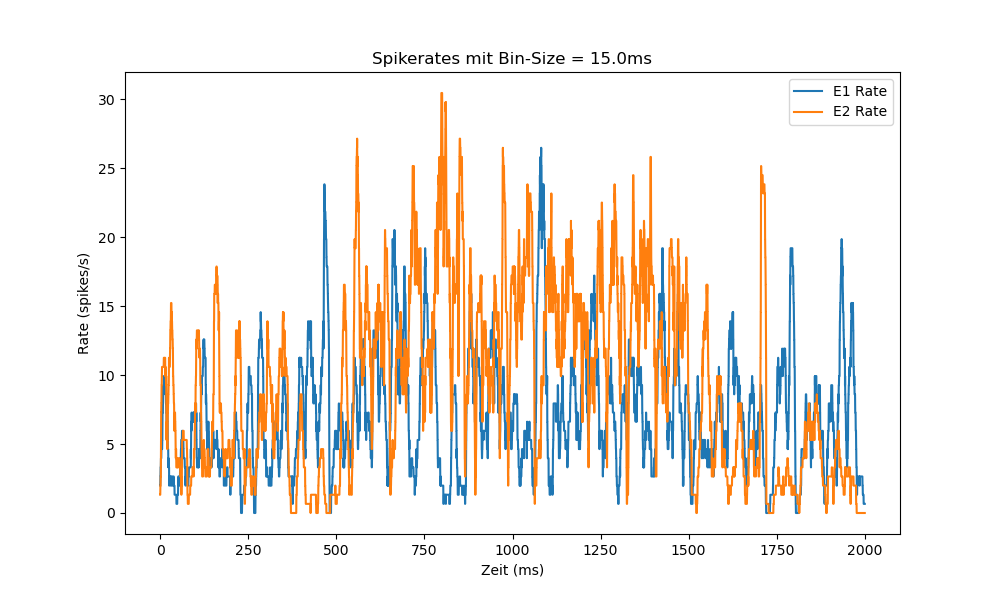 Spikerates mit Bin-Size = 15.0ms
E1 Rate
E2 Rate
Rate (spikes/s)
30
25
20
15
10
5
0
0 250 500 750 1000 1250 1500 1750 2000
Zeit (ms)